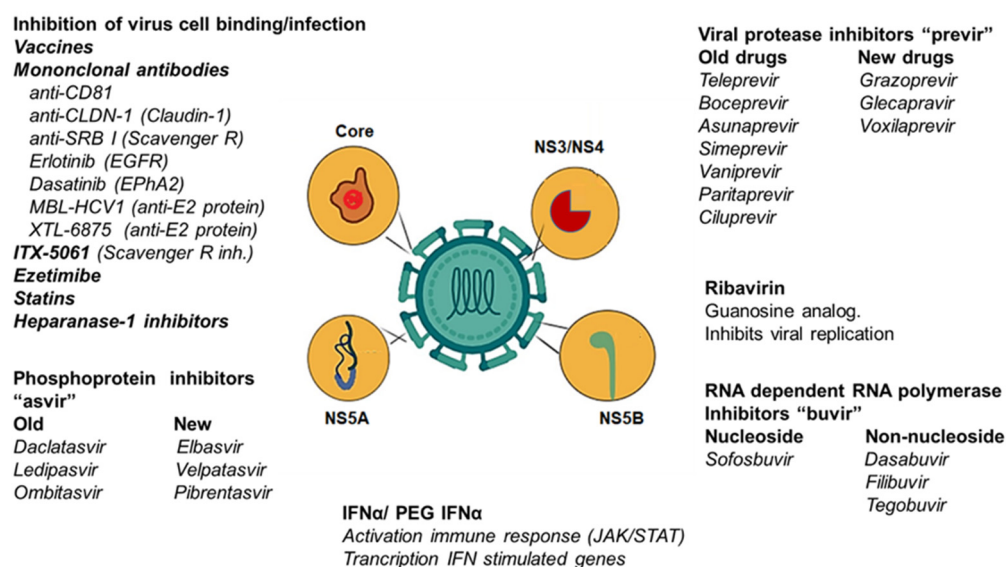 Inhibition of virus cell binding/infection
Vaccines
Mononclonal antibodies
anti-CD81
anti-CLDN-1 (Claudin-1)
anti-SRB I (Scavenger R)
Erlotinib (EGFR)
Dasatinib (EPhA2)
MBL-HCV1 (anti-E2 protein)
XTL-6875 (anti-E2 protein)
ITX-5061 (Scavenger R inh.)
Ezetimibe
Statins
Heparanase-1 inhibitors
Phosphoprotein inhibitors
“asvir”
Old New
Daclatasvir Elbasvir
Ledipasvir Velpatasvir
Ombitasvir Pibrentasvir
Core
NS3/NS4
NS5A
NS5B
IFNα/ PEG IFNα
Activation immune response (JAK/STAT)
Trancription IFN stimulated genes
Viral protease inhibitors “previr”
Old drugs New drugs
Teleprevir Grazoprevir
Boceprevir Glecapravir
Asunaprevir Voxilaprevir
Simeprevir
Vaniprevir
Paritaprevir
Ciluprevir
Ribavirin
Guanosine analog.
Inhibits viral replication
RNA dependent RNA polymerase
Inhibitors “buvir”
Nucleoside Non-nucleoside
Sofosbuvir Dasabuvir
Filibuvir
Tegobuvir